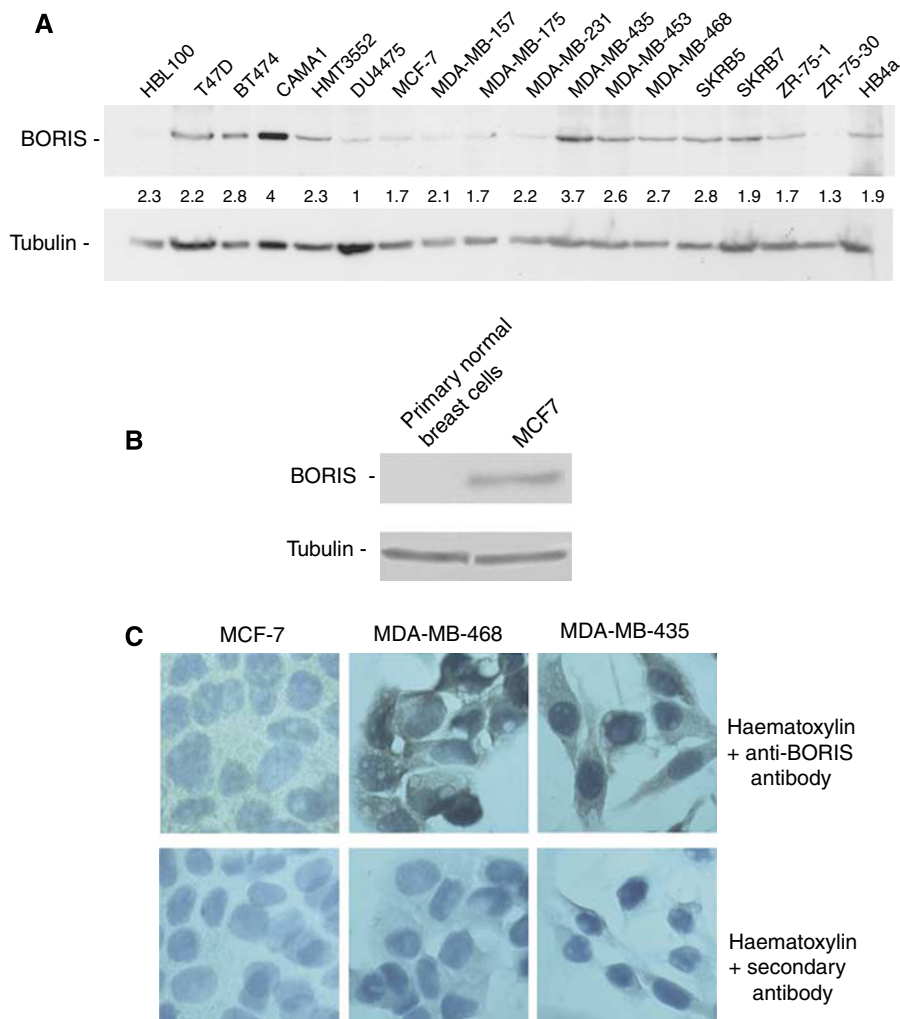 A
HBL100
T47D
BT474
CAMA1
HMT3552
DU4475
MCF-7
MDA-MB-157
MDA-MB-175
MDA-MB-231
MDA-MB-435
MDA-MB-453
MDA-MB-468
SKRB5
SKRB7
ZR-75-1
ZR-75-30
HB4a
BORIS -
2.3 2.2 2.8 4 2.3 1 1.7 2.1 1.7 2.2 3.7 2.6 2.7 2.8 1.9 1.7 1.3 1.9
Tubulin -
B
Primary normal
breast cells
MCF7
BORIS -
Tubulin -
C
MCF-7 MDA-MB-468 MDA-MB-435
Haematoxylin
+ anti-BORIS
antibody
Haematoxylin
+ secondary
antibody